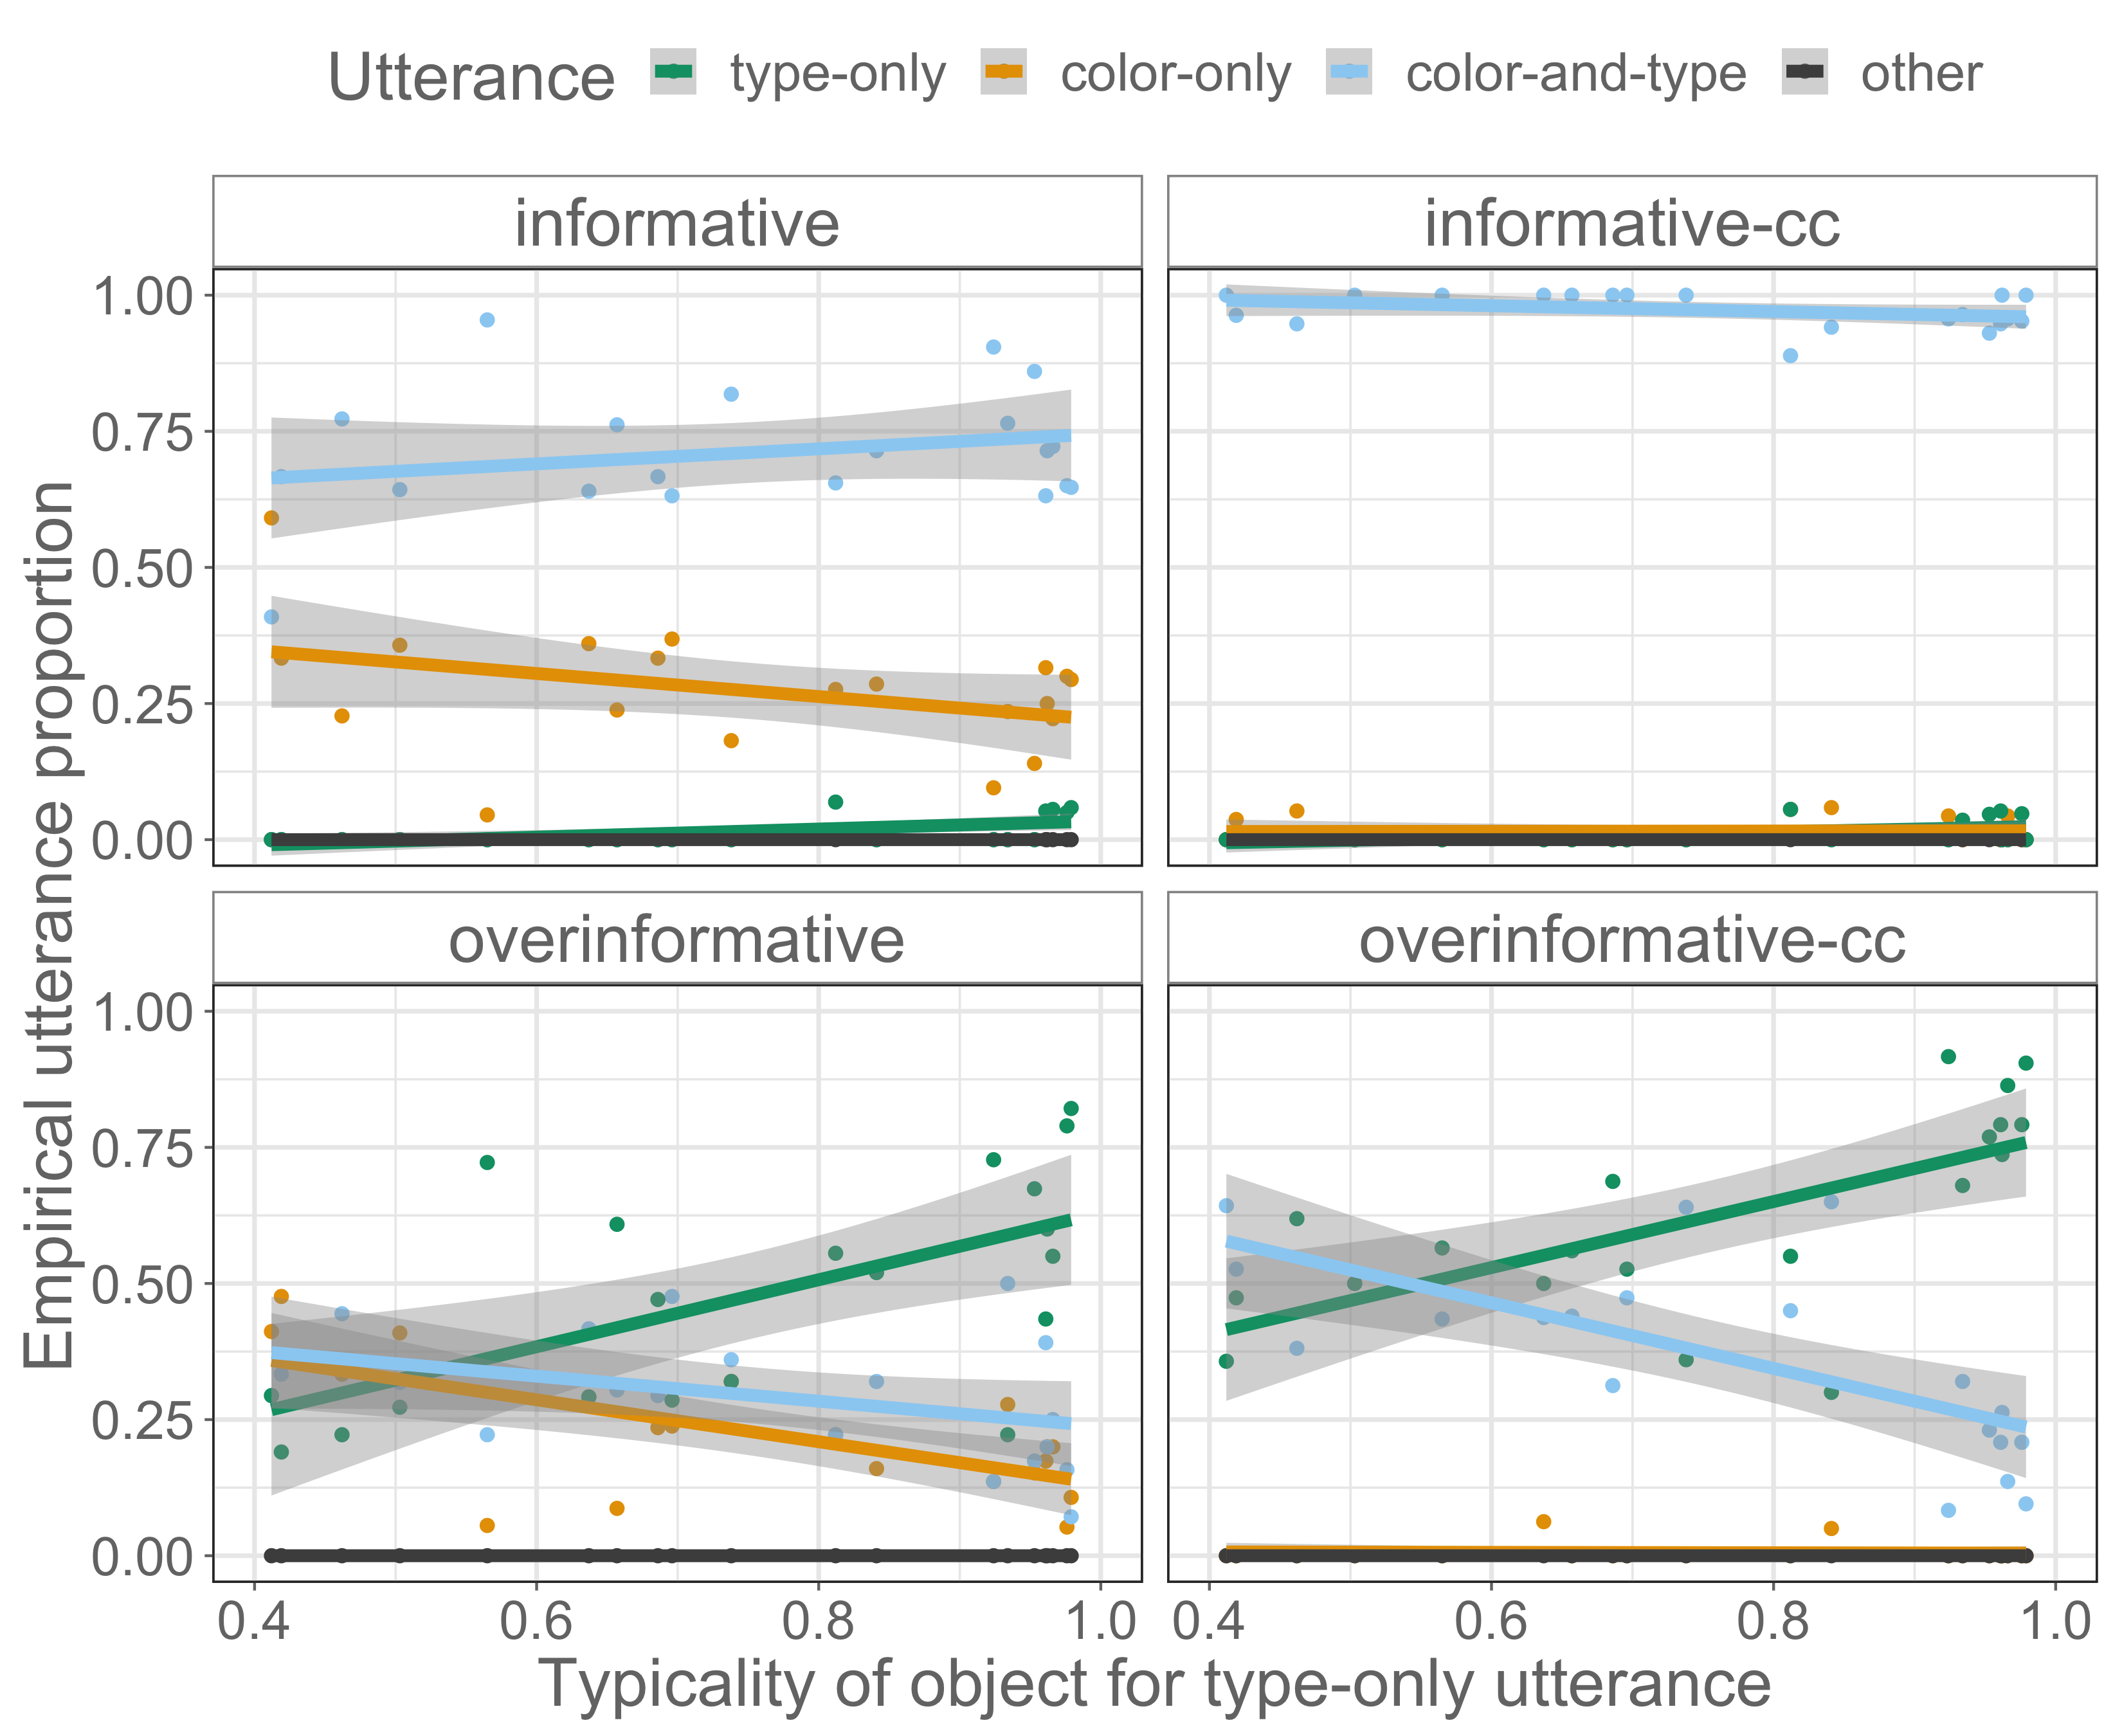 Utterance type-only color-only color-and-type other
informative informative-cc
1.00
0.75
0.50
0.25
0.00
overinformative overinformative-cc
1.00
0.75
0.50
0.25
0.00
0.4 0.6 0.8 1.0 0.4 0.6 0.8 1.0
Typicality of object for type-only utterance
Empirical utterance proportion